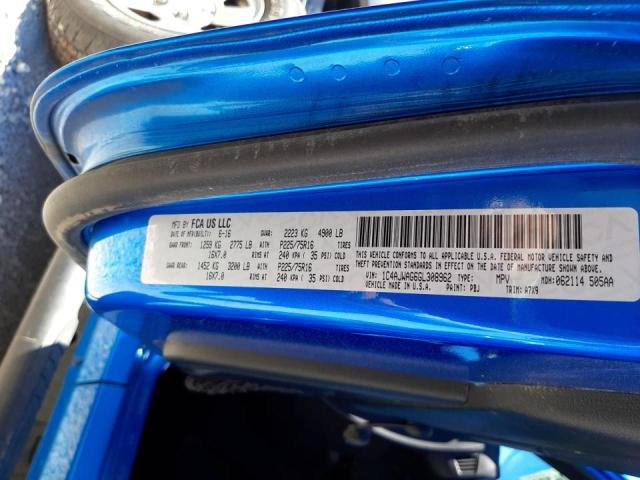 MFD BY FCA US LLC
DATE OF MFR(BUILT): 6-16 GVWR: 2223 KG 4900 LB
GAWR FRONT: 1259 KG 2775 LB WITH P225/75R16 TIRES
16X7.0 RIMS AT 240 KPA ( 35 PSI) COLD
GAWR REAR: 1452 KG 3200 LB WITH P225/75R16 TIRES
16X7.0 RIMS AT 240 KPA ( 35 PSI) COLD
THIS VEHICLE CONFORMS TO ALL APPLICABLE U.S.A. FEDERAL MOTOR VEHICLE SAFETY AND
THEFT PREVENTION STANDARDS IN EFFECT ON THE DATE OF MANUFACTURE SHOWN ABOVE.
TYPE: MPV MDH: 062114 505AA
VEHICLE MADE IN U.S.A. PAINT: PBJ TRIM: A7X9